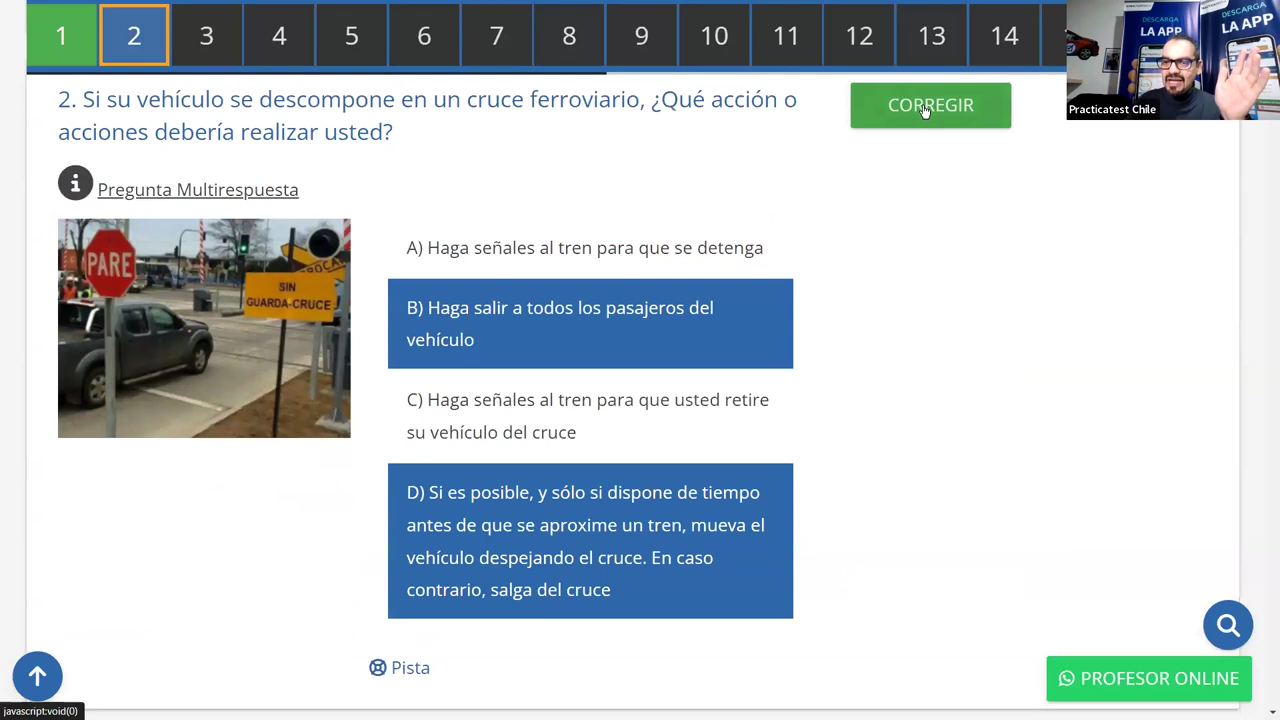 1 2 3 4 5 6 7 8 9 10 11 12 13 14
DESCARGA
LA APP
DESCARGA
LA APP
Practicatest Chile
2. Si su vehículo se descompone en un cruce ferroviario, ¿Qué acción o
acciones debería realizar usted?
CORREGIR
Pregunta Multirespuesta
PARE
SIN
GUARDA-CRUCE
A) Haga señales al tren para que se detenga
B) Haga salir a todos los pasajeros del
vehículo
C) Haga señales al tren para que usted retire
su vehículo del cruce
D) Si es posible, y sólo si dispone de tiempo
antes de que se aproxime un tren, mueva el
vehículo despejando el cruce. En caso
contrario, salga del cruce
Pista
PROFESOR ONLINE
javascript:void(0)